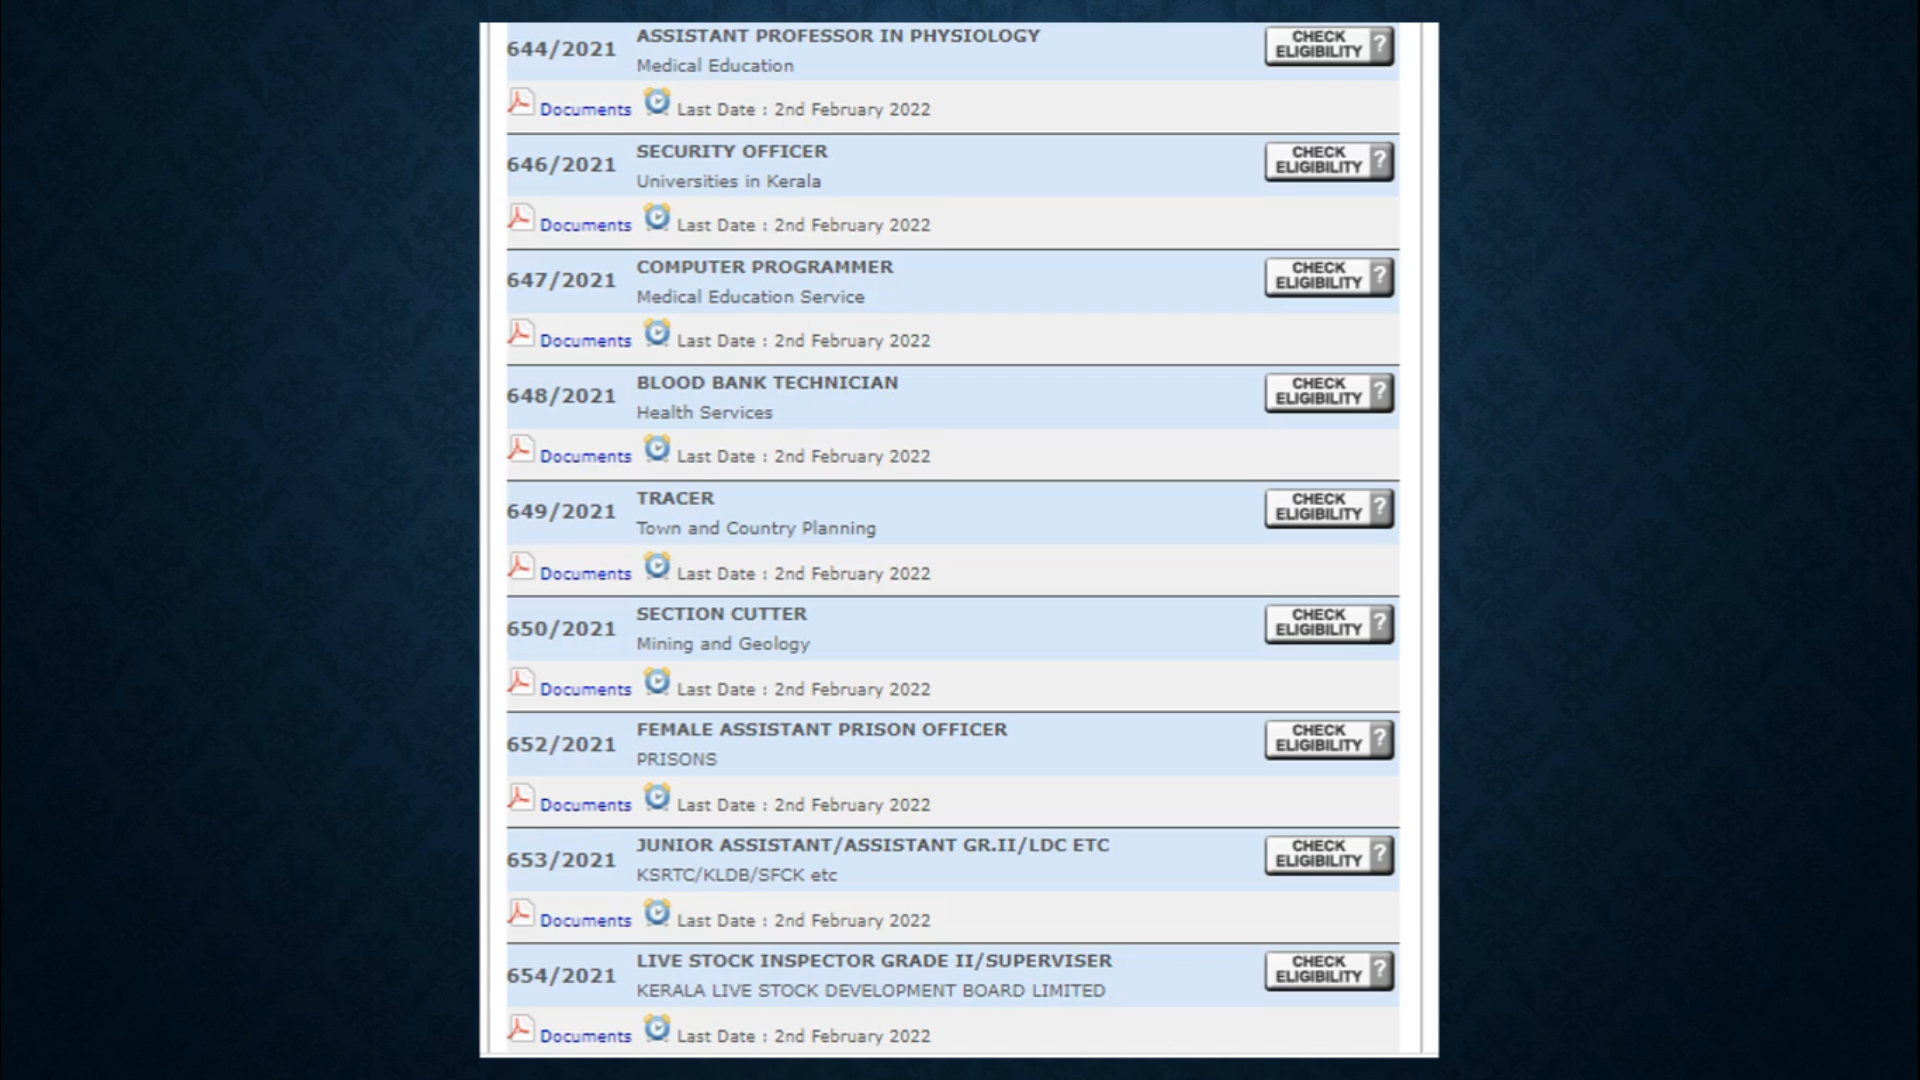 644/2021
ASSISTANT PROFESSOR IN PHYSIOLOGY
Medical Education
CHECK ELIGIBILITY ?
Documents Last Date : 2nd February 2022
646/2021
SECURITY OFFICER
Universities in Kerala
CHECK ELIGIBILITY ?
Documents Last Date : 2nd February 2022
647/2021
COMPUTER PROGRAMMER
Medical Education Service
CHECK ELIGIBILITY ?
Documents Last Date : 2nd February 2022
648/2021
BLOOD BANK TECHNICIAN
Health Services
CHECK ELIGIBILITY ?
Documents Last Date : 2nd February 2022
649/2021
TRACER
Town and Country Planning
CHECK ELIGIBILITY ?
Documents Last Date : 2nd February 2022
650/2021
SECTION CUTTER
Mining and Geology
CHECK ELIGIBILITY ?
Documents Last Date : 2nd February 2022
652/2021
FEMALE ASSISTANT PRISON OFFICER
PRISONS
CHECK ELIGIBILITY ?
Documents Last Date : 2nd February 2022
653/2021
JUNIOR ASSISTANT/ASSISTANT GR.II/LDC ETC
KSRTC/KLDB/SFCK etc
CHECK ELIGIBILITY ?
Documents Last Date : 2nd February 2022
654/2021
LIVE STOCK INSPECTOR GRADE II/SUPERVISER
KERALA LIVE STOCK DEVELOPMENT BOARD LIMITED
CHECK ELIGIBILITY ?
Documents Last Date : 2nd February 2022